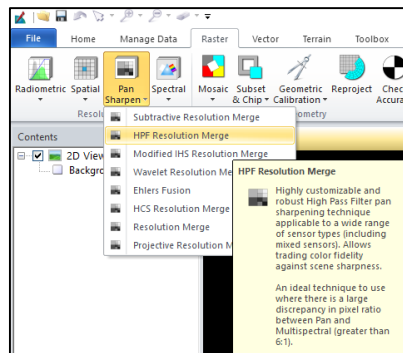 File Home Manage Data Raster Vector Terrain Toolbox
Radiometric Spatial Pan Sharpen Spectral Mosaic Subset & Chip Geometric Calibration Reproject Chec Accura
Resolu ometry
Contents
2D View
Backgro
Subtractive Resolution Merge
HPF Resolution Merge
Modified IHS Resolution Merge
Wavelet Resolution Me
Ehlers Fusion
HCS Resolution Merge
Resolution Merge
Projective Resolution M
HPF Resolution Merge
Highly customizable and
robust High Pass Filter pan
sharpening technique
applicable to a wide range
of sensor types (including
mixed sensors). Allows
trading color fidelity
against scene sharpness.
An ideal technique to use
where there is a large
discrepancy in pixel ratio
between Pan and
Multispectral (greater than
6:1).